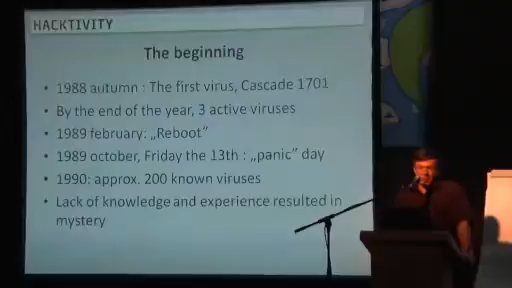 HACKTIVITY
The beginning
• 1988 autumn : The first virus, Cascade 1701
• By the end of the year, 3 active viruses
• 1989 february: „Reboot”
• 1989 october, Friday the 13th : „panic” day
• 1990: approx. 200 known viruses
• Lack of knowledge and experience resulted in
mystery